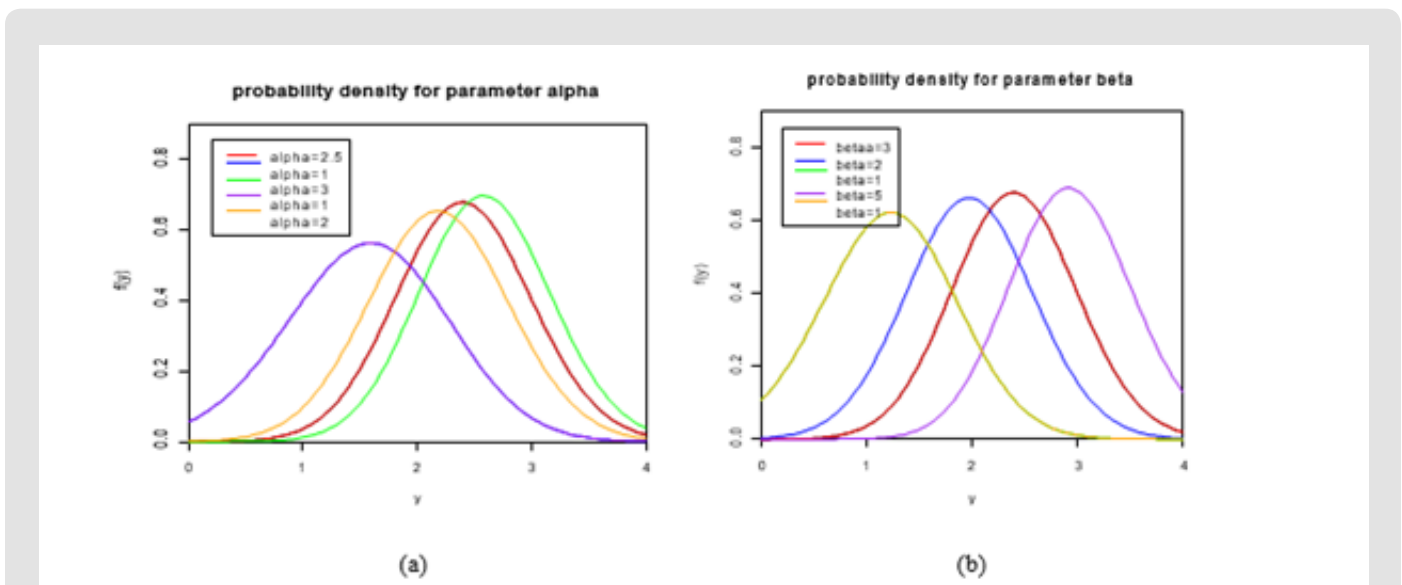 probability density for parameter alpha
0.8
0.6
0.4
0.2
0.0
f(y)
alpha=2.5
alpha=1
alpha=3
alpha=1
alpha=2
0 1 2 3 4
y
(a)
probability density for parameter beta
0.8
0.6
0.4
0.2
0.0
f(y)
betaa=3
beta=2
beta=1
beta=5
beta=1
0 1 2 3 4
y
(b)